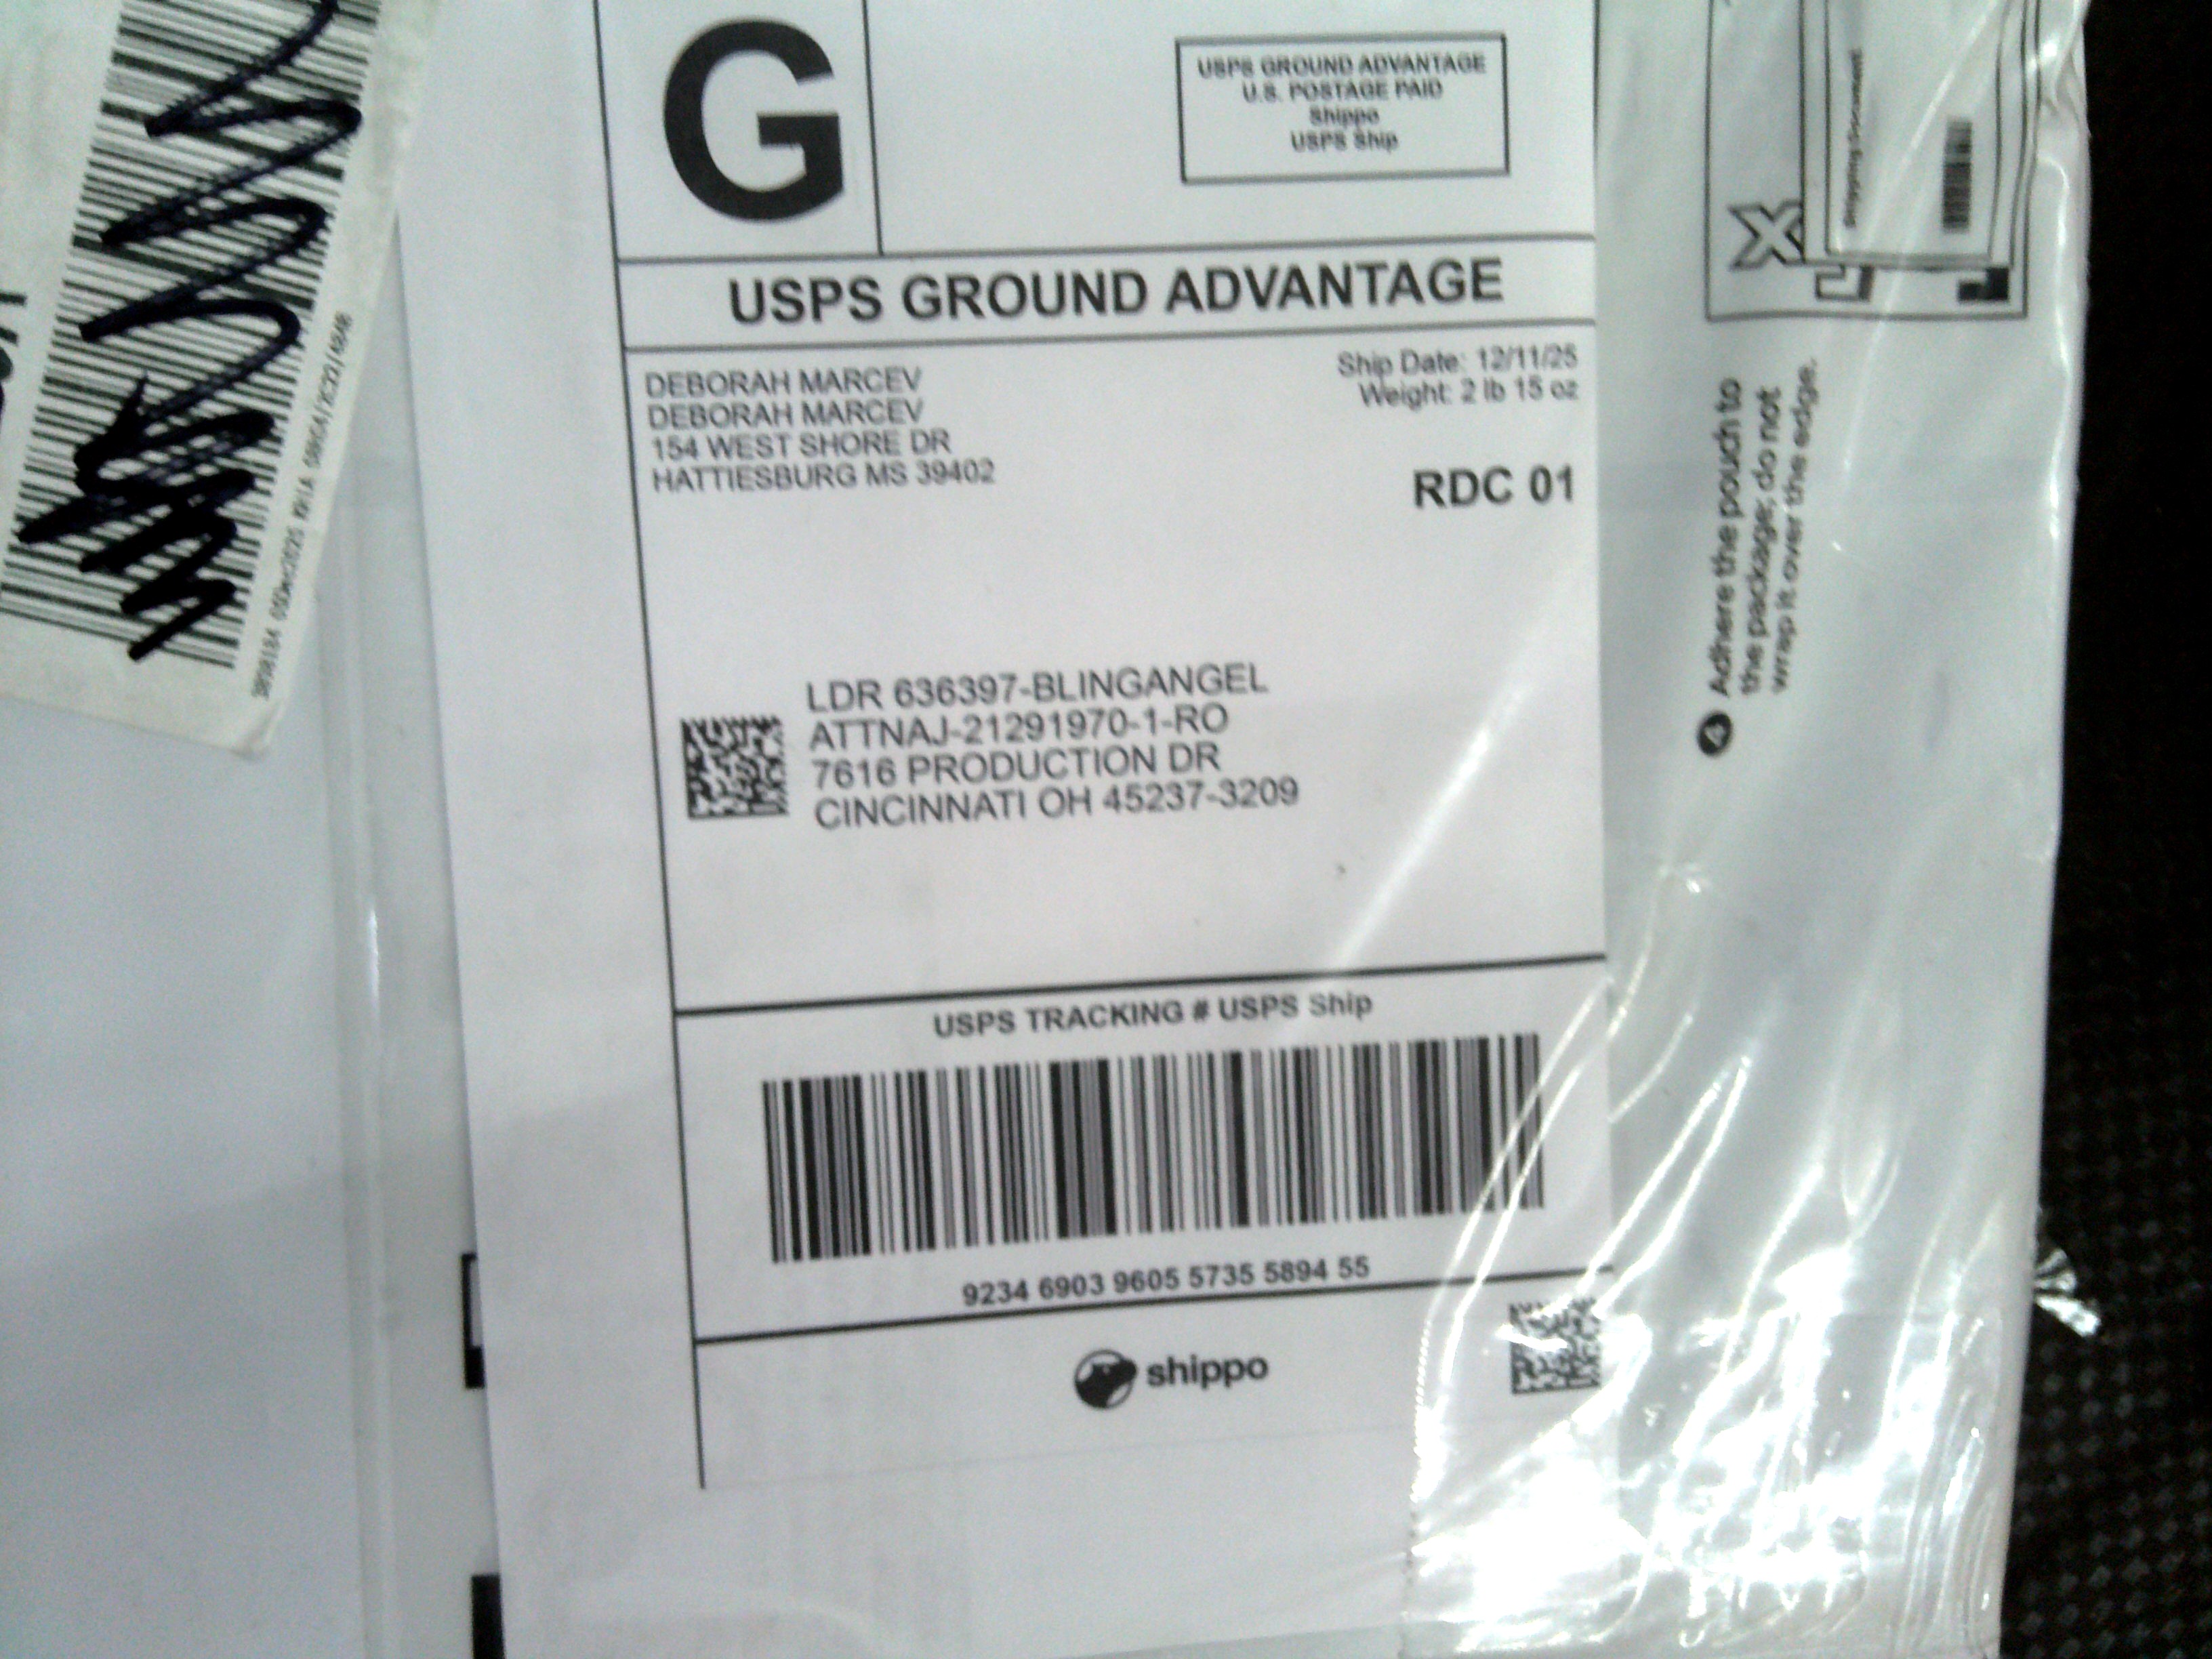 G
USPS GROUND ADVANTAGE
U.S. POSTAGE PAID
Shippo
USPS Ship
USPS GROUND ADVANTAGE
DEBORAH MARCEV
DEBORAH MARCEV
154 WEST SHORE DR
HATTIESBURG MS 39402
Ship Date: 12/11/25
Weight: 2 lb 15 oz
RDC 01
LDR 636397-BLINGANGEL
ATTNAJ-21291970-1-RO
7616 PRODUCTION DR
CINCINNATI OH 45237-3209
USPS TRACKING # USPS Ship
9234 6903 9605 5735 5894 55
shippo
Shipping Document
4 Adhere the pouch to
the package; do not
wrap it over the edge.